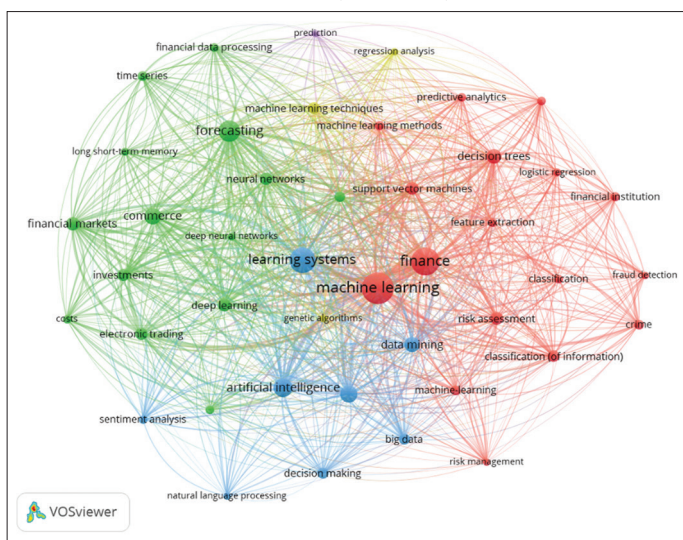 prediction
financial data processing
regression analysis
time series
predictive analytics
machine learning techniques
machine learning methods
forecasting
long short-term memory
decision trees
logistic regression
neural networks
support vector machines
financial institution
financial markets
commerce
feature extraction
deep neural networks
learning systems
finance
investments
classification
fraud detection
machine learning
deep learning
costs
genetic algorithms
risk assessment
crime
electronic trading
data mining
classification (of information)
artificial intelligence
machine-learning
sentiment analysis
big data
risk management
decision making
natural language processing
VOSviewer